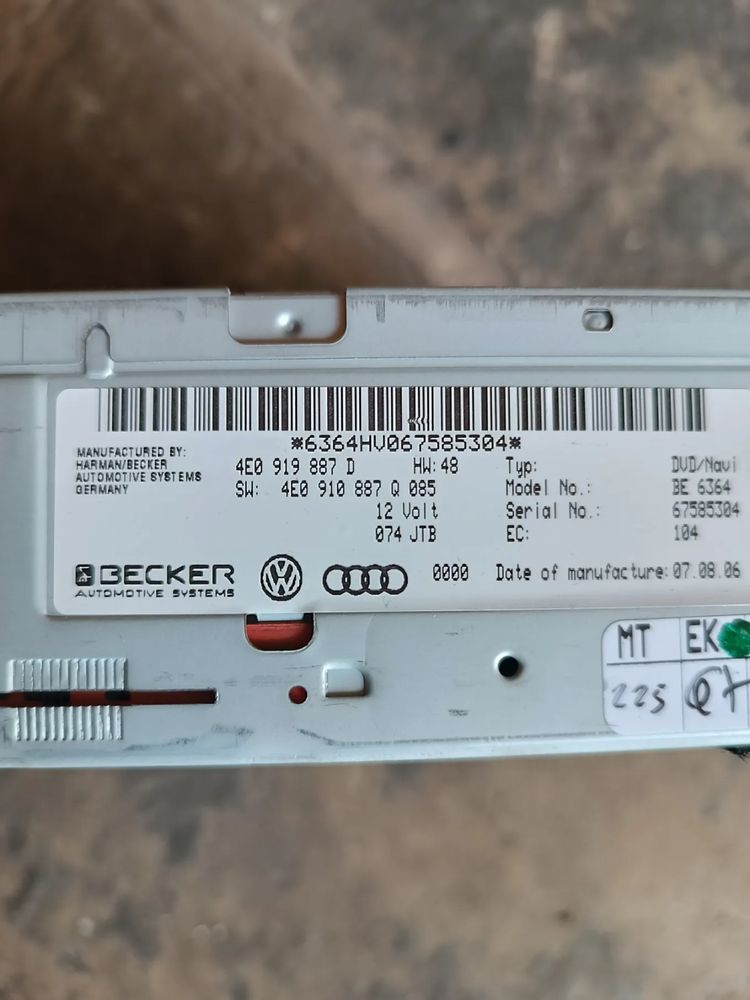 *6364HV067585304*
MANUFACTURED BY:
HARMAN/BECKER
AUTOMOTIVE SYSTEMS
GERMANY
4E0 919 887 D HW:48
SW: 4E0 910 887 Q 085
12 Volt
074 JTB
Typ: DVD/Navi
Model No.: BE 6364
Serial No.: 67585304
EC: 104
BECKER
AUTOMOTIVE SYSTEMS
0000 Date of manufacture: 07.08.06
MT EK
225